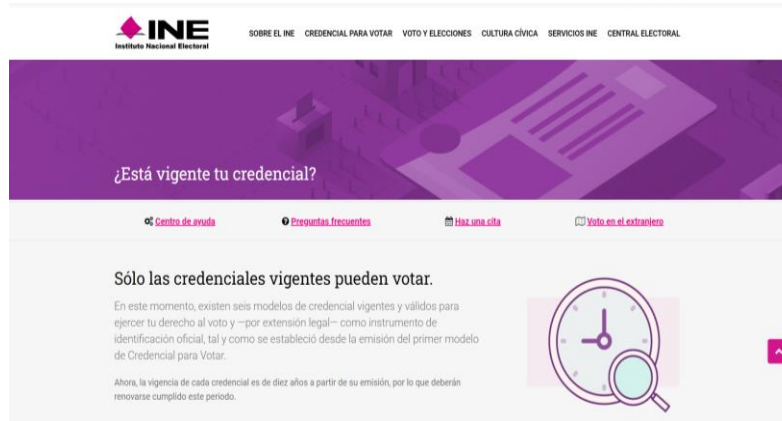 INE
Instituto Nacional Electoral
SOBRE EL INE CREDENCIAL PARA VOTAR VOTO Y ELECCIONES CULTURA CÍVICA SERVICIOS INE CENTRAL ELECTORAL
¿Está vigente tu credencial?
Centro de ayuda Preguntas frecuentes Haz una cita Voto en el extranjero
Sólo las credenciales vigentes pueden votar.
En este momento, existen seis modelos de credencial vigentes y válidos para
ejercer tu derecho al voto y —por extensión legal— como instrumento de
identificación oficial, tal y como se estableció desde la emisión del primer modelo
de Credencial para Votar.
Ahora, la vigencia de cada credencial es de diez años a partir de su emisión, por lo que deberán
renovarse cumplido este periodo.